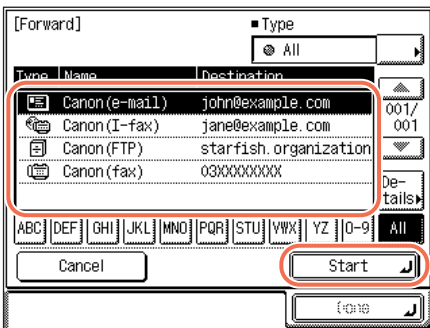 [Forward]
■ Type
All
Type Name Destination
Canon(e-mail) john@example.com
Canon(I-fax) jane@example.com
Canon(FTP) starfish.organization
Canon(fax) 03XXXXXXXX
001/
001
De-
tails
ABC DEF GHI JKL MNO PQR STU VWX YZ 0-9 All
Cancel Start
Done